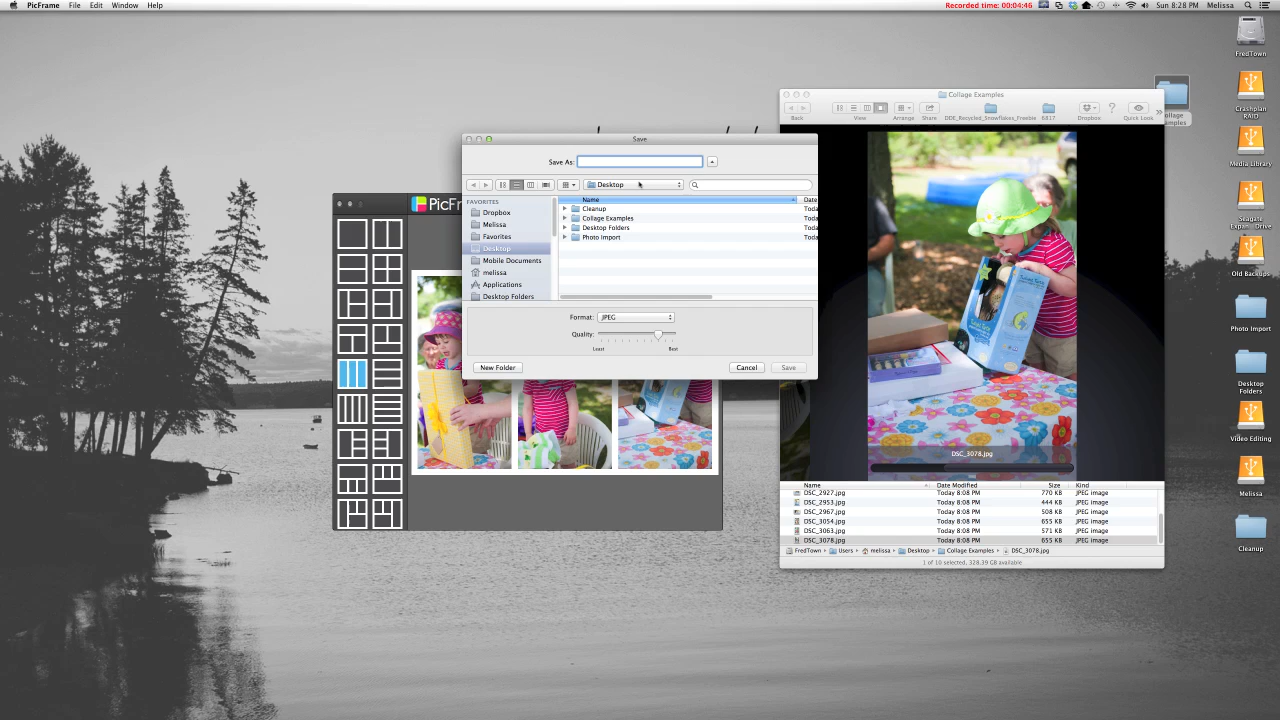 PicFrame File Edit Window Help
Recorded time: 00:04:46 Sun 8:28 PM Melissa
FredTown
Crashplan RAID
Media Library
Seagate
Old Backups
Photo Import
Desktop
Folders
Video Editing
Melissa
Cleanup
Collage Examples
Back View Arrange Share DDE_Recycled_Snowflakes_Freebie 6817 Dropbox Quick Look
DSC_3078.jpg
Name Date Modified Size Kind
DSC_2927.jpg Today 8:08 PM 770 KB JPEG image
DSC_2953.jpg Today 8:08 PM 444 KB JPEG image
DSC_2967.jpg Today 8:08 PM 508 KB JPEG image
DSC_3054.jpg Today 8:08 PM 655 KB JPEG image
DSC_3063.jpg Today 8:08 PM 571 KB JPEG image
DSC_3078.jpg Today 8:08 PM 655 KB JPEG image
FredTown Users melissa Desktop Collage Examples DSC_3078.jpg
1 of 10 selected, 328.39 GB available
Save
Save As:
Desktop
FAVORITES
Dropbox
Melissa
Favorites
Desktop
Mobile Documents
melissa
Applications
Desktop Folders
Name Date
Cleanup Toda
Collage Examples Toda
Desktop Folders Toda
Photo Import Toda
Format: JPEG
Quality:
Least Best
New Folder Cancel Save
PicFr